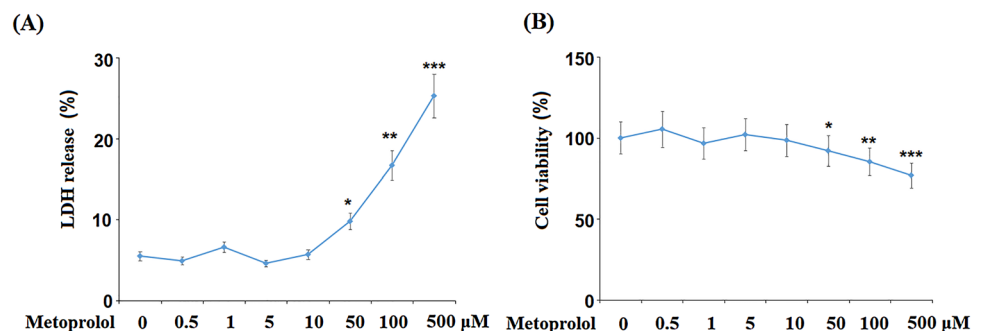 (A)
LDH release (%)
30
20
10
0
*
**
***
Metoprolol 0 0.5 1 5 10 50 100 500 µM
(B)
Cell viability (%)
150
100
50
0
*
**
***
Metoprolol 0 0.5 1 5 10 50 100 500 µM